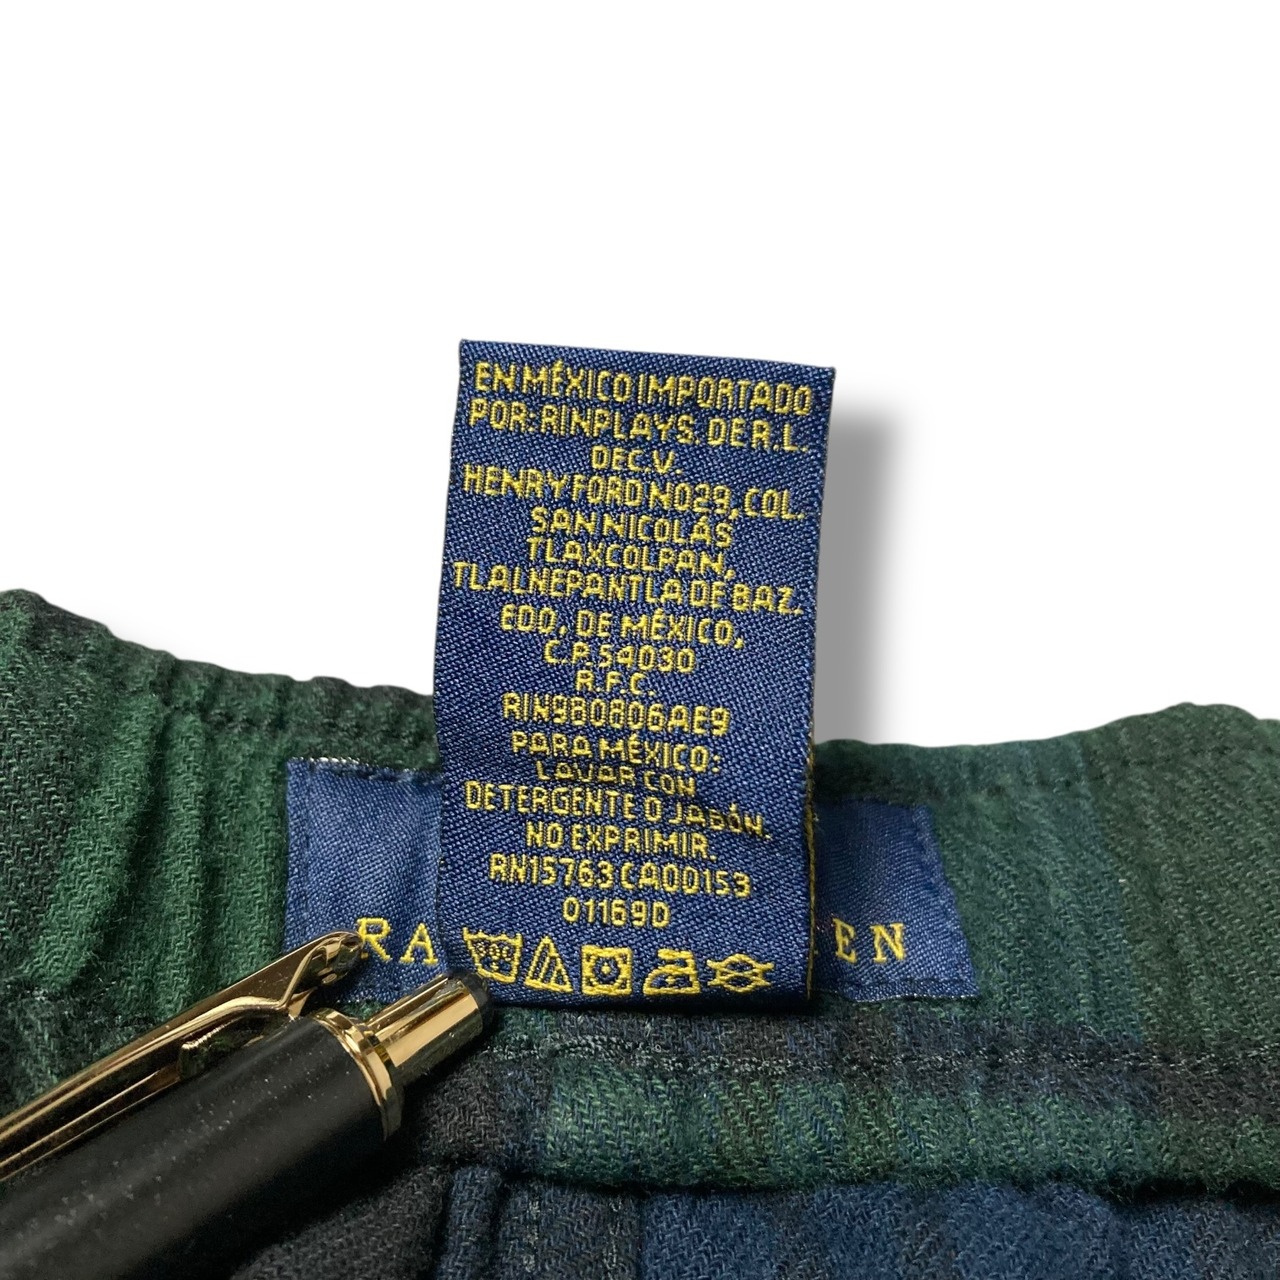 EN MÉXICO IMPORTADO
POR: RINPLAY S. DE R.L.
DE C.V.
HENRY FORD NO29, COL.
SAN NICOLÁS
TLAXCOLPAN,
TLALNEPANTLA DE BAZ.
EDO, DE MÉXICO,
C.P. 54030
R.F.C.
RIN980806AE9
PARA MÉXICO:
LAVAR CON
DETERGENTE O JABÓN.
NO EXPRIMIR.
RN15763 CA00153
01169D
RA EN